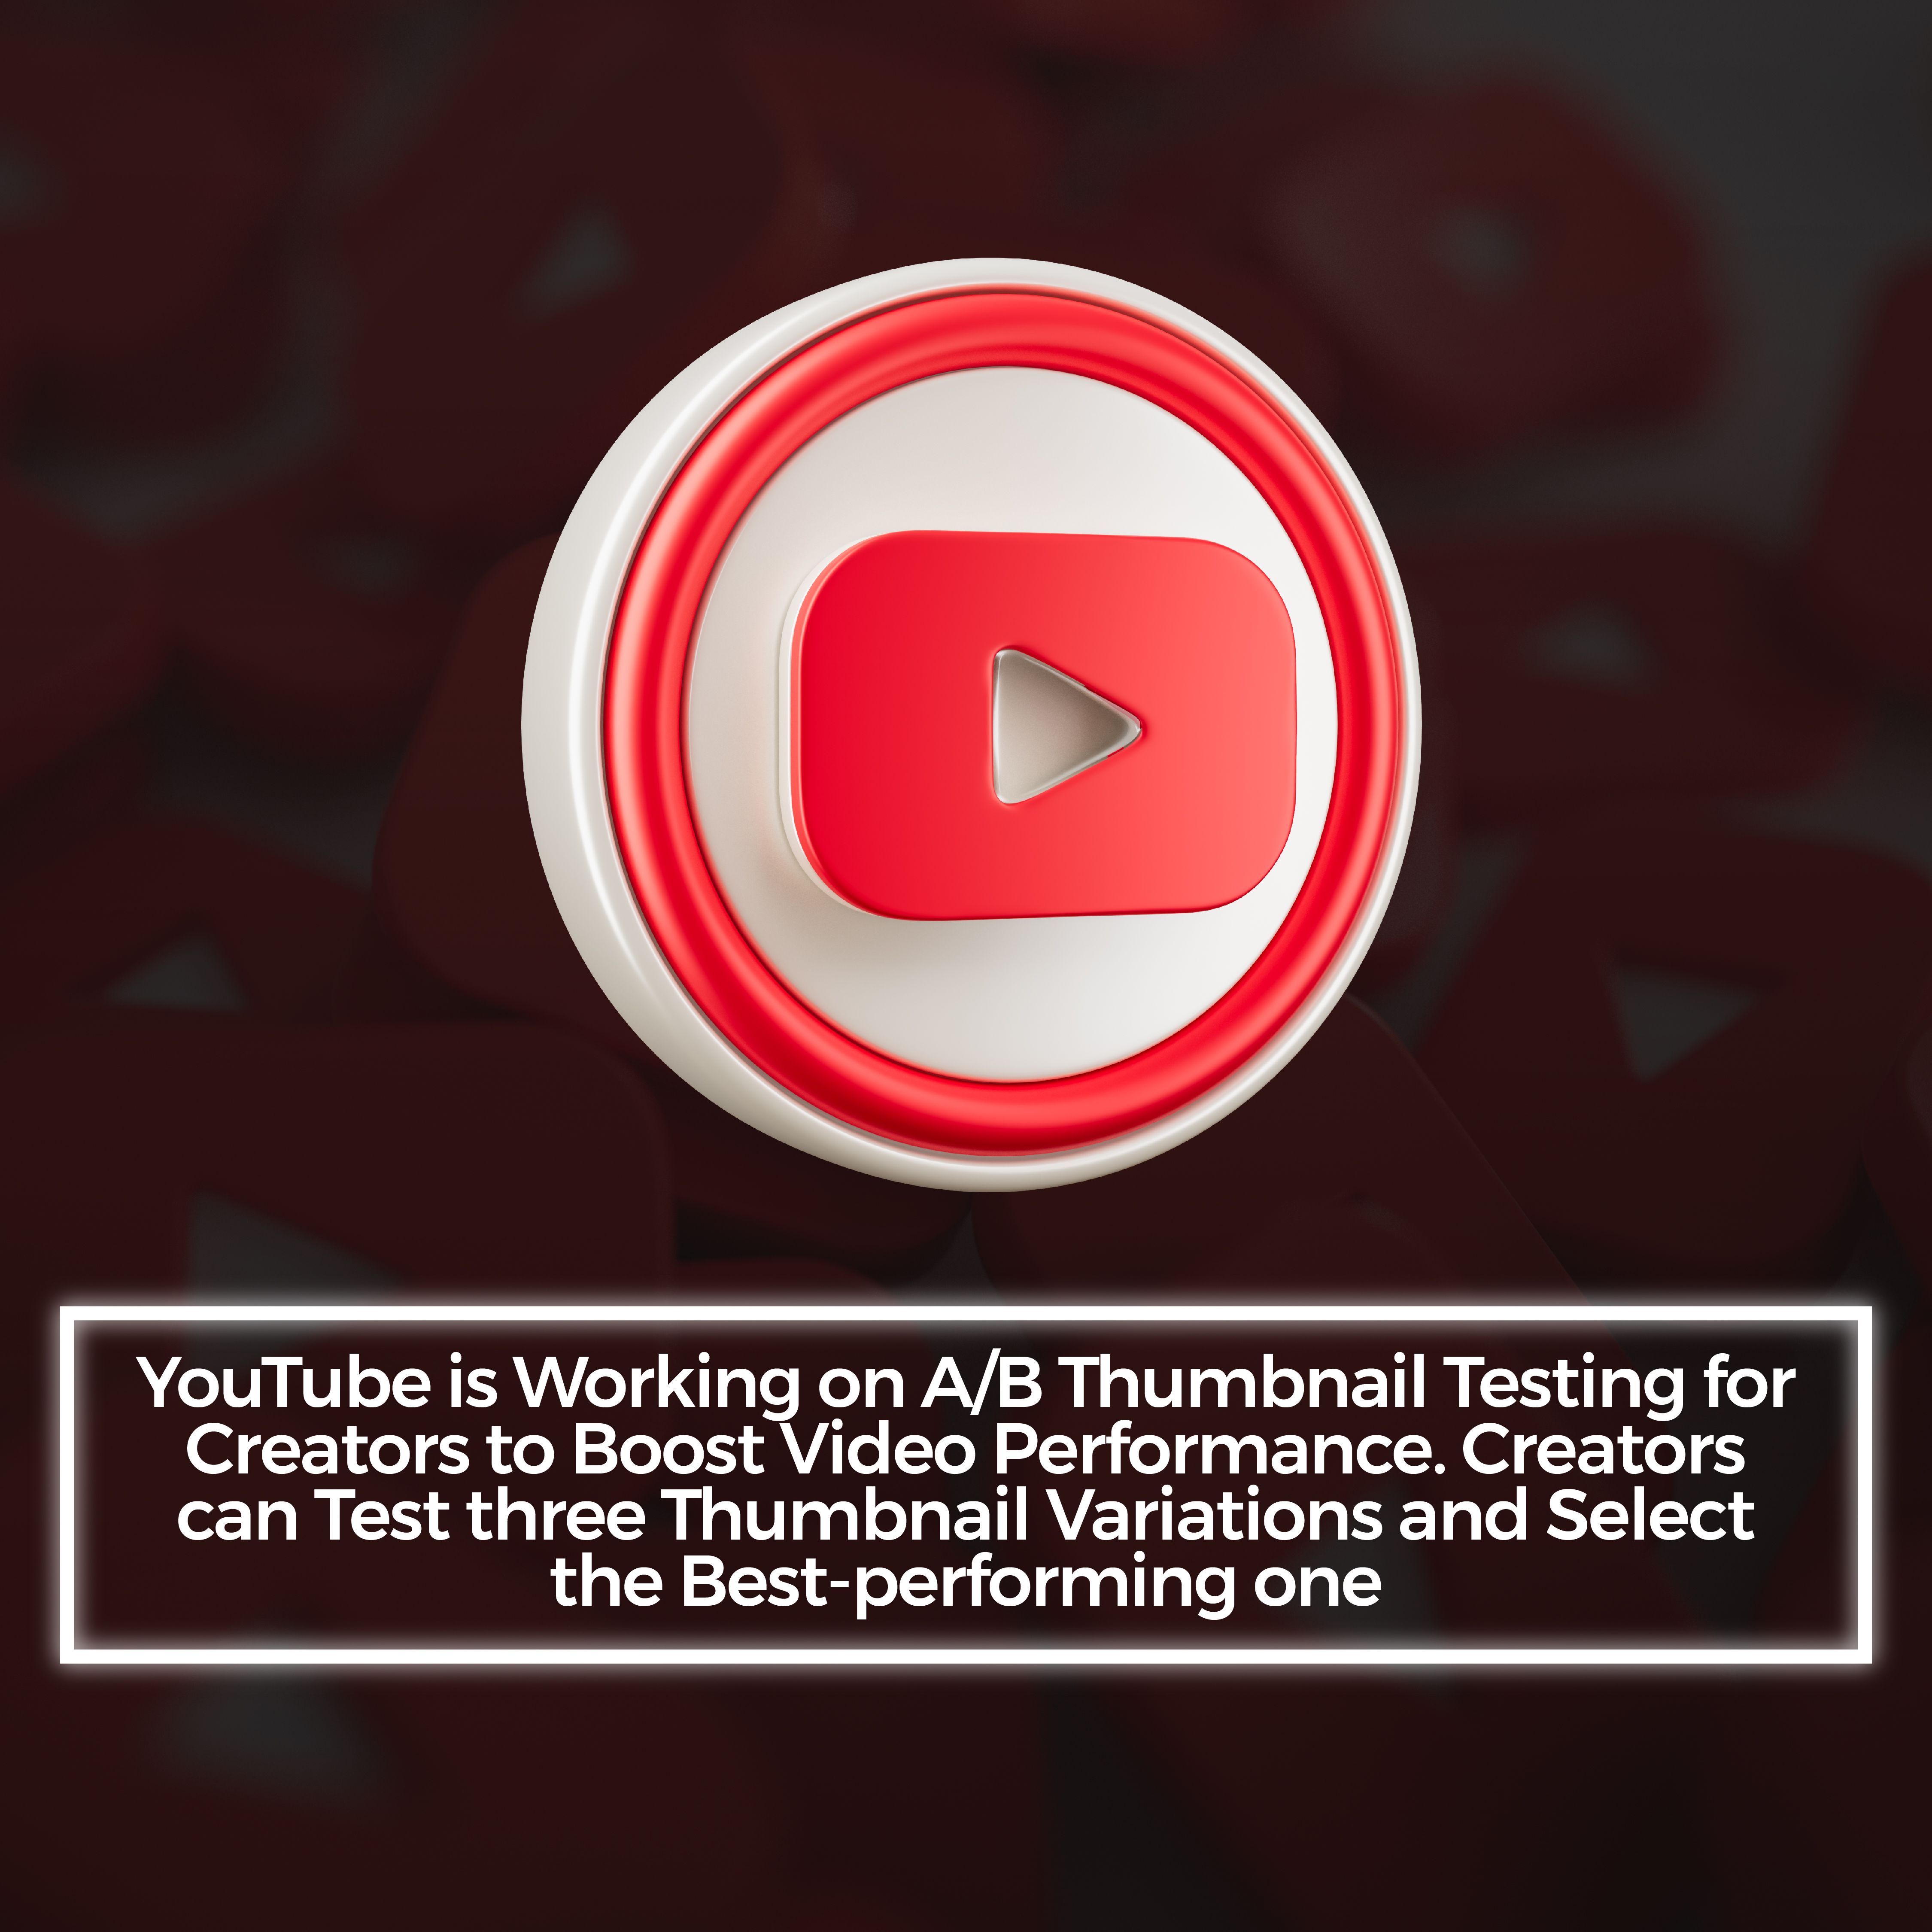 YouTube is Working on A/B Thumbnail Testing for
Creators to Boost Video Performance. Creators
can Test three Thumbnail Variations and Select
the Best-performing one